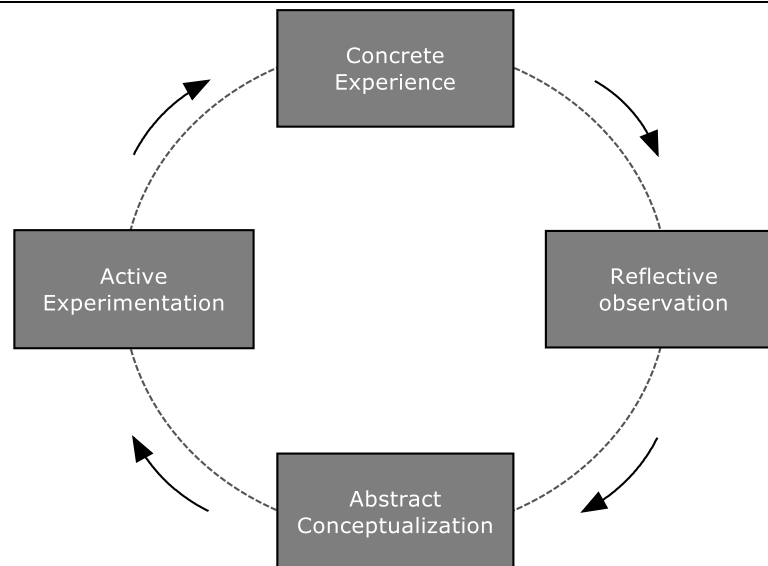 Concrete
Experience
Reflective
observation
Abstract
Conceptualization
Active
Experimentation